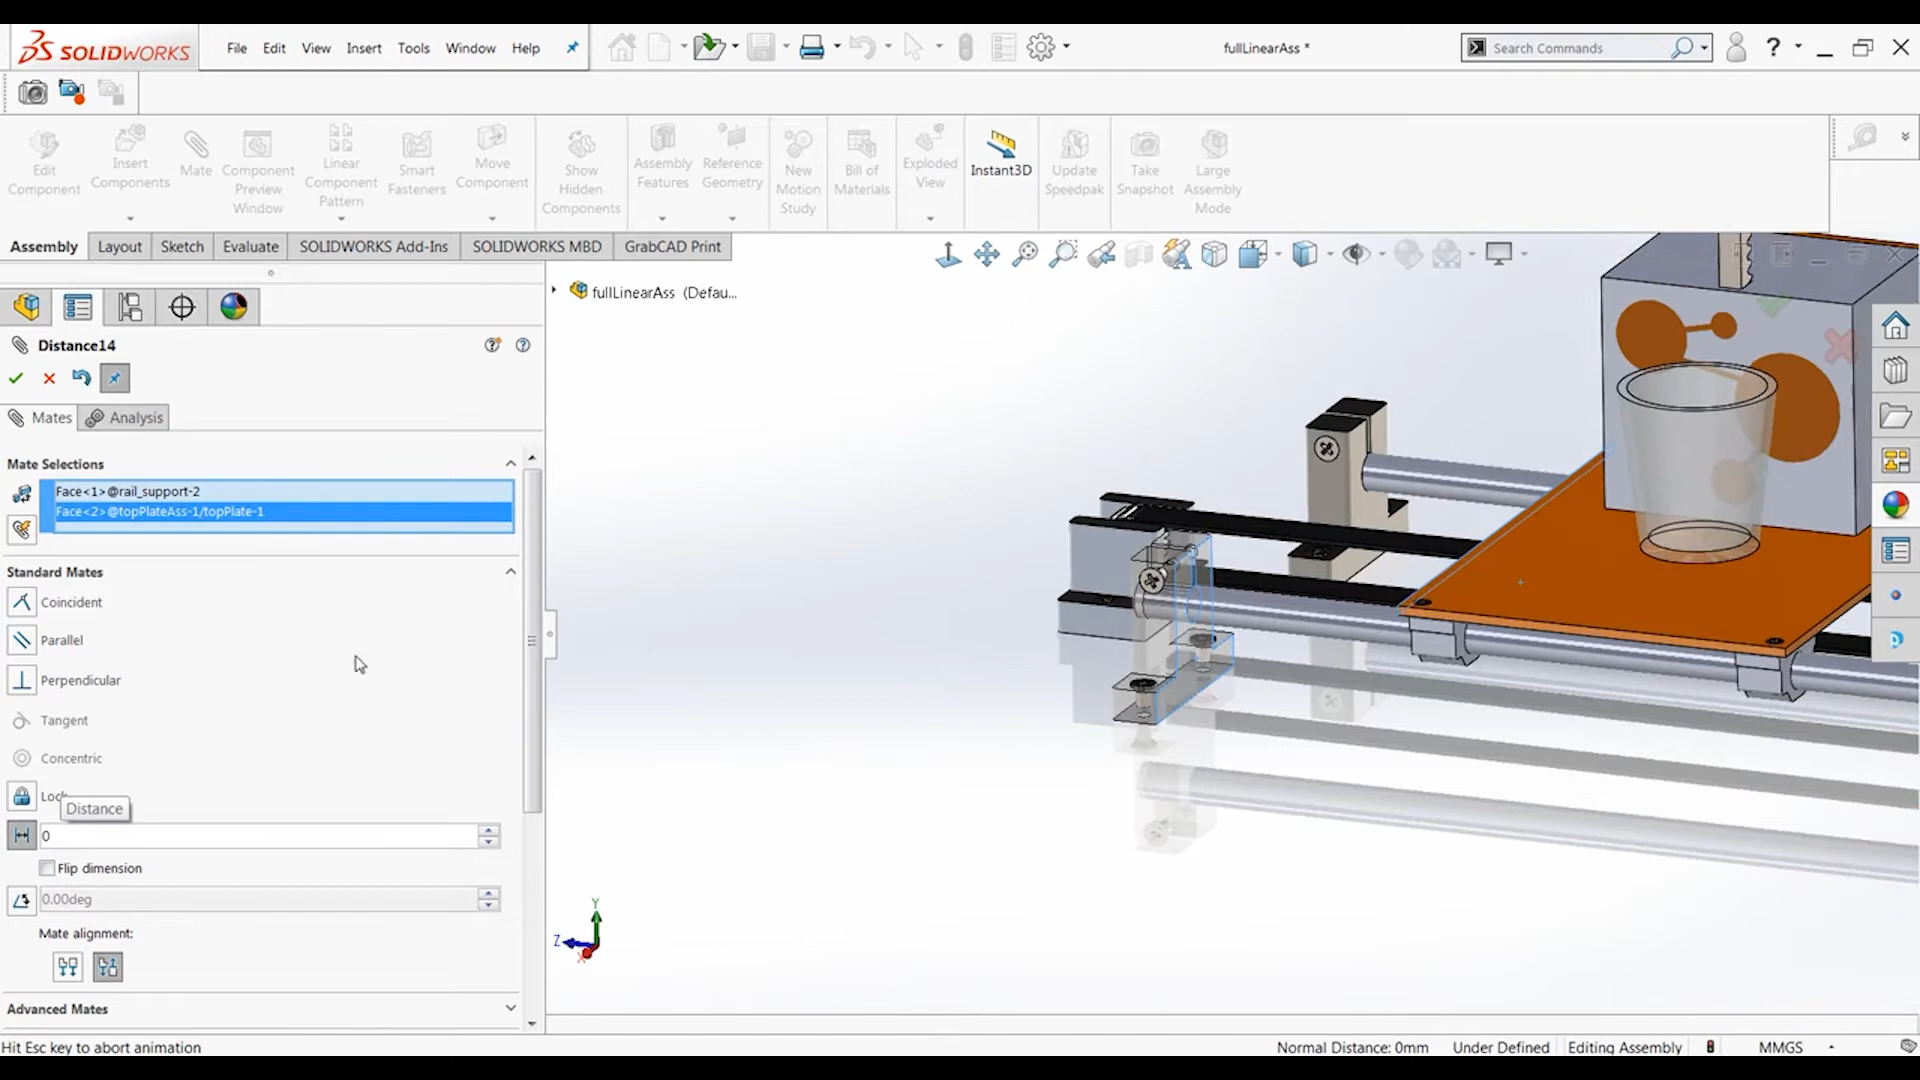 SOLIDWORKS
File Edit View Insert Tools Window Help
fullLinearAss *
Search Commands
?
Edit Component
Insert Components
Mate
Component Preview Window
Linear Component Pattern
Smart Fasteners
Move Component
Show Hidden Components
Assembly Features
Reference Geometry
New Motion Study
Bill of Materials
Exploded View
Instant3D
Update Speedpak
Take Snapshot
Large Assembly Mode
Assembly Layout Sketch Evaluate SOLIDWORKS Add-Ins SOLIDWORKS MBD GrabCAD Print
fullLinearAss (Defau...
Distance14
Mates Analysis
Mate Selections
Face<1>@rail_support-2
Face<2>@topPlateAss-1/topPlate-1
Standard Mates
Coincident
Parallel
Perpendicular
Tangent
Concentric
Lock
Distance
0
Flip dimension
0.00deg
Mate alignment:
Advanced Mates
Y
Z
X
Hit Esc key to abort animation
Normal Distance: 0mm Under Defined Editing Assembly MMGS